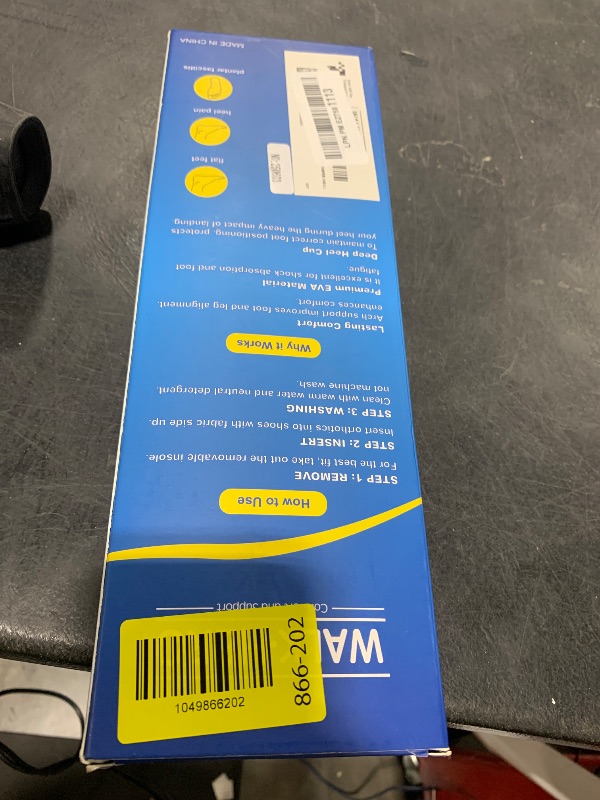 WAL
Comfort and Support
How to Use
STEP 1: REMOVE
For the best fit, take out the removable insole.
STEP 2: INSERT
Insert orthotics into shoes with fabric side up.
STEP 3: WASHING
Clean with warm water and neutral detergent,
not machine wash.
Why it Works
Lasting Comfort
Arch support improves foot and leg alignment,
enhances comfort.
Premium EVA Material
It is excellent for shock absorption and foot
fatigue.
Deep Heel Cup
To maintain correct foot positioning, protects
your heel during the heavy impact of landing
flat feet
heel pain
plantar fasciitis
MADE IN CHINA
1049866202
866-202